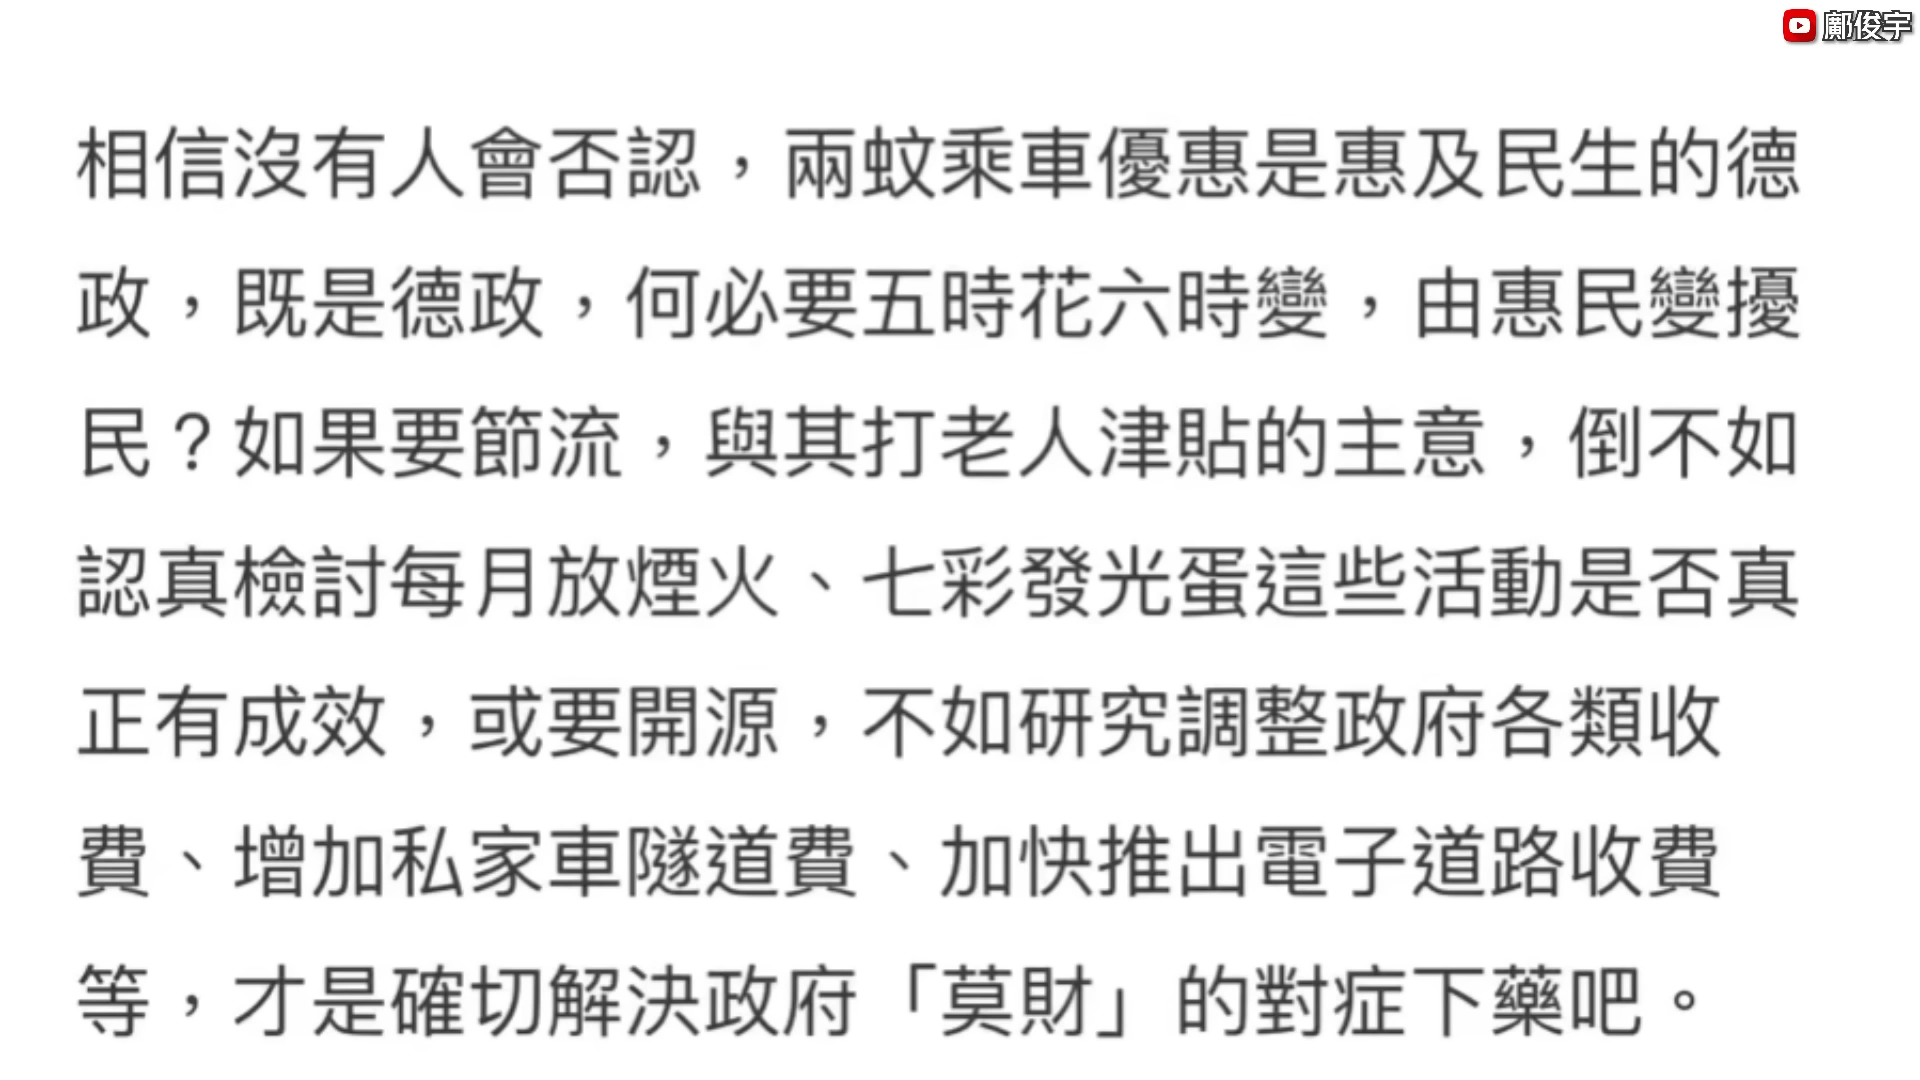 鄺俊宇
相信沒有人會否認，兩蚊乘車優惠是惠及民生的德
政，既是德政，何必要五時花六時變，由惠民變擾
民？如果要節流，與其打老人津貼的主意，倒不如
認真檢討每月放煙火、七彩發光蛋這些活動是否真
正有成效，或要開源，不如研究調整政府各類收
費、增加私家車隧道費、加快推出電子道路收費
等，才是確切解決政府「莫財」的對症下藥吧。